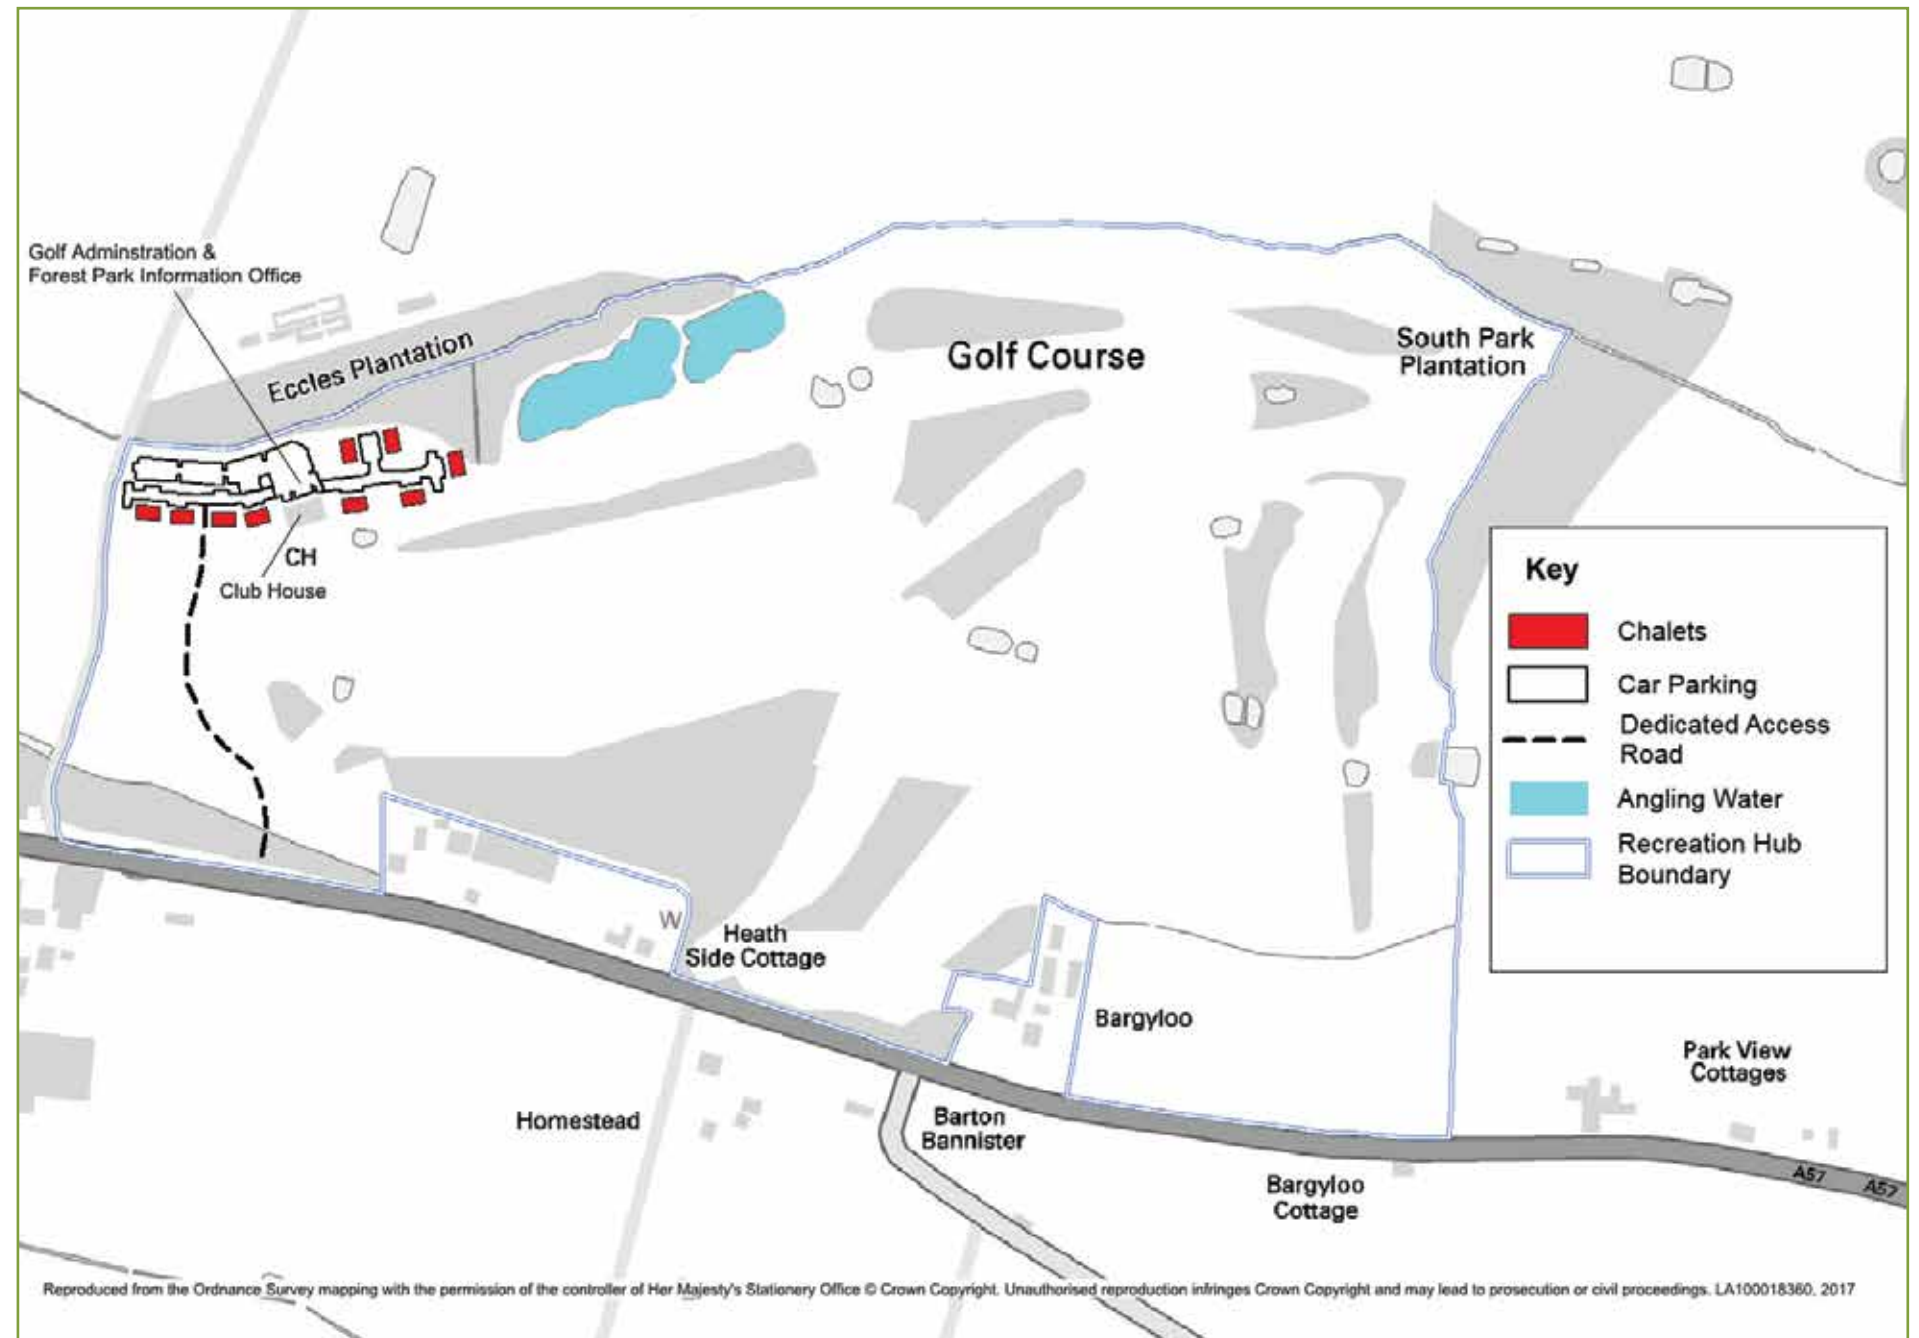 Golf Adminstration &
Forest Park Information Office
Eccles Plantation
Golf Course
South Park
Plantation
CH
Club House
Key
Chalets
Car Parking
Dedicated Access
Road
Angling Water
Recreation Hub
Boundary
W
Heath
Side Cottage
Bargyloo
Park View
Cottages
Homestead
Barton
Bannister
Bargyloo
Cottage
A57
A57
Reproduced from the Ordnance Survey mapping with the permission of the controller of Her Majesty's Stationery Office © Crown Copyright. Unauthorised reproduction infringes Crown Copyright and may lead to prosecution or civil proceedings. LA100018360, 2017